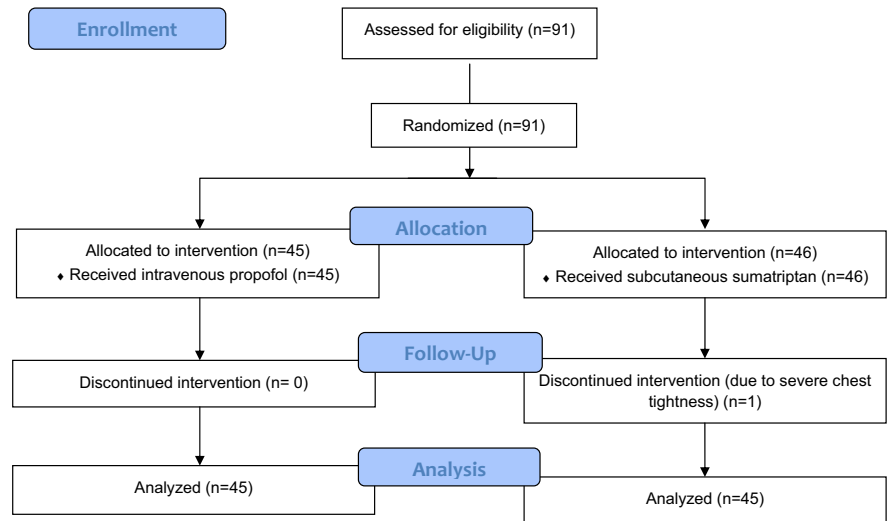 Enrollment
Assessed for eligibility (n=91)
Randomized (n=91)
Allocation
Allocated to intervention (n=45)
♦ Received intravenous propofol (n=45)
Allocated to intervention (n=46)
♦ Received subcutaneous sumatriptan (n=46)
Follow-Up
Discontinued intervention (n= 0)
Discontinued intervention (due to severe chest
tightness) (n=1)
Analysis
Analyzed (n=45)
Analyzed (n=45)